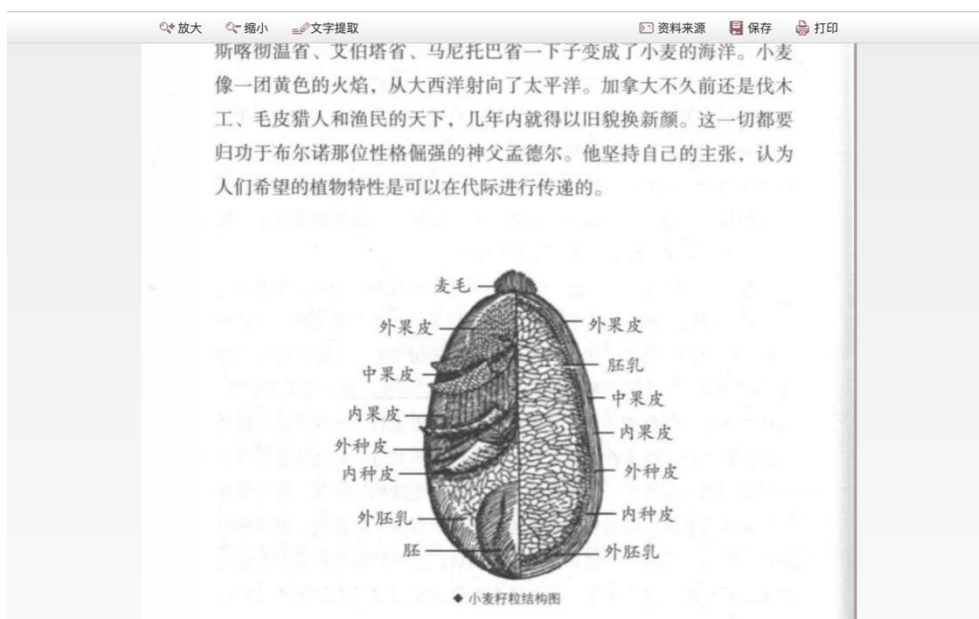 放大 缩小 文字提取 资料来源 保存 打印
斯喀彻温省、艾伯塔省、马尼托巴省一下子变成了小麦的海洋。小麦
像一团黄色的火焰，从大西洋射向了太平洋。加拿大不久前还是伐木
工、毛皮猎人和渔民的天下，几年内就得以旧貌换新颜。这一切都要
归功于布尔诺那位性格倔强的神父孟德尔。他坚持自己的主张，认为
人们希望的植物特性是可以在代际进行传递的。
麦毛
外果皮
中果皮
内果皮
外种皮
内种皮
外胚乳
胚
外果皮
胚乳
中果皮
内果皮
外种皮
内种皮
外胚乳
◆ 小麦籽粒结构图